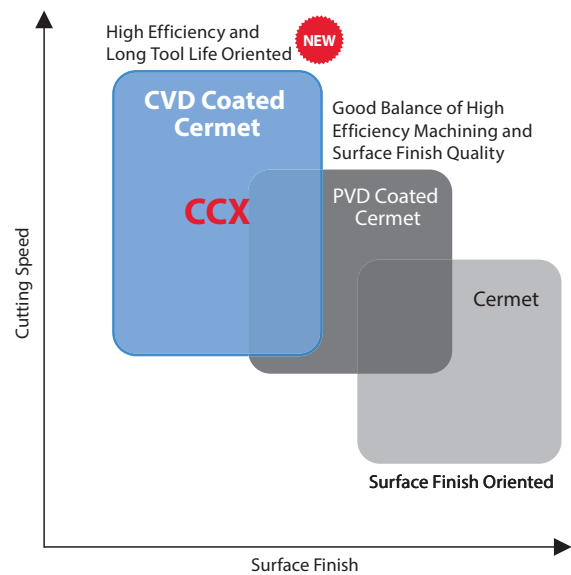 High Efficiency and
Long Tool Life Oriented
NEW
CVD Coated
Cermet
CCX
Good Balance of High
Efficiency Machining and
Surface Finish Quality
PVD Coated
Cermet
Cermet
Surface Finish Oriented
Cutting Speed
Surface Finish